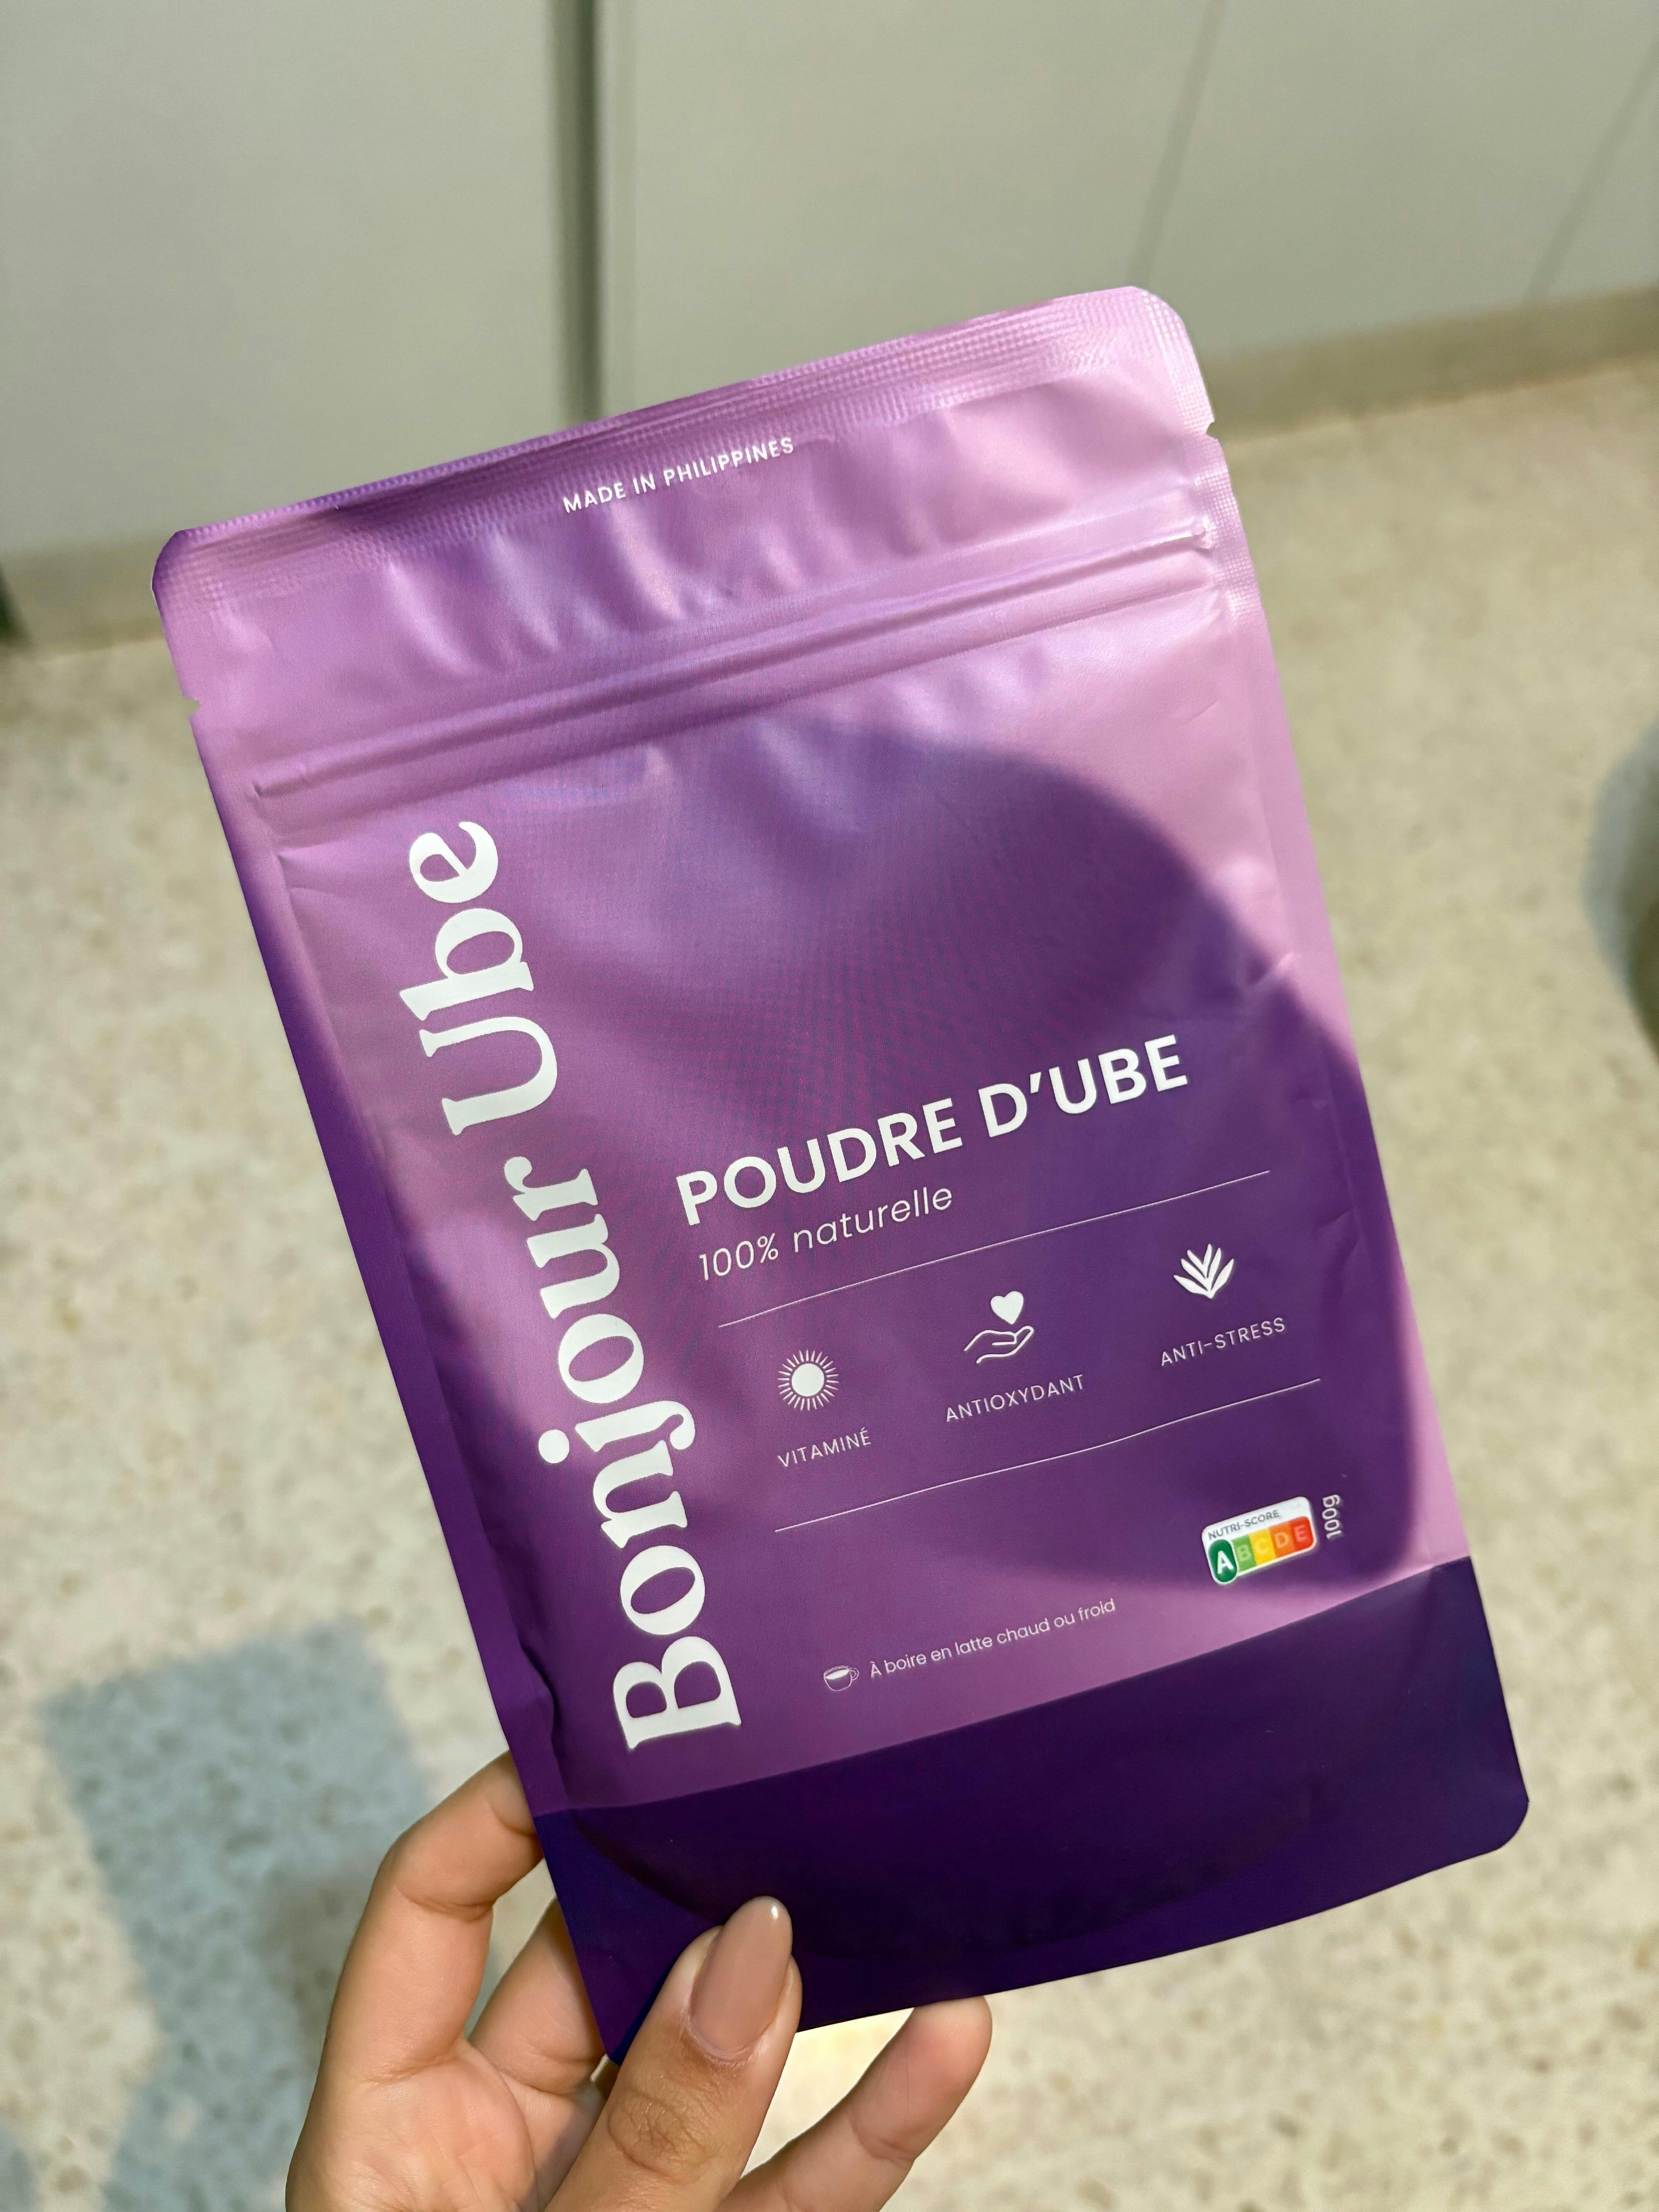 MADE IN PHILIPPINES
Bonjour Ube
POUDRE D'UBE
100% naturelle
VITAMINÉ
ANTIOXYDANT
ANTI-STRESS
NUTRI-SCORE
A B C D E
100g
À boire en latte chaud ou froid